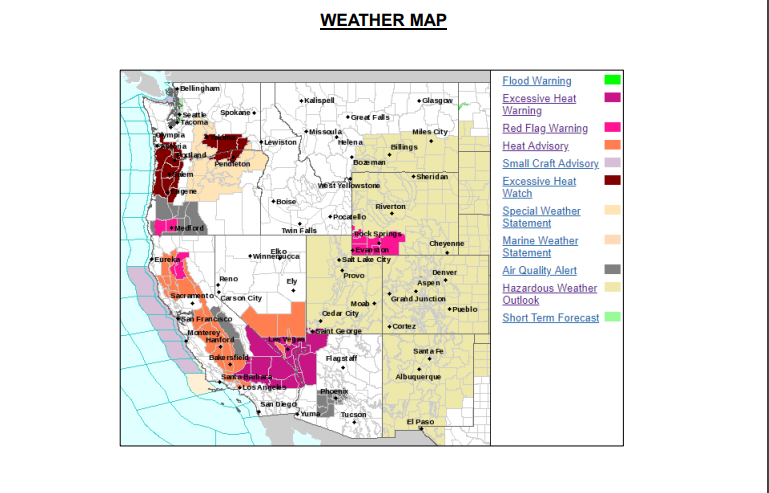 WEATHER MAP
Bellingham
Kalispell
Glasgow
Seattle
Tacoma
Spokane
Great Falls
Olympia
Missoula
Helena
Miles City
Lewiston
Billings
Pendleton
Bozeman
West Yellowstone
Sheridan
Boise
Riverton
Pocatello
Medford
Twin Falls
Rock Springs
Cheyenne
Elko
Winnemucca
Evanston
Eureka
Salt Lake City
Reno
Ely
Provo
Denver
Aspen
Sacramento
Carson City
Moab
Grand Junction
Pueblo
San Francisco
Cedar City
Monterey
Saint George
Cortez
Hanford
Las Vegas
Bakersfield
Flagstaff
Santa Fe
Santa Barbara
Albuquerque
Los Angeles
Phoenix
San Diego
Yuma
Tucson
El Paso
Flood Warning
Excessive Heat
Warning
Red Flag Warning
Heat Advisory
Small Craft Advisory
Excessive Heat
Watch
Special Weather
Statement
Marine Weather
Statement
Air Quality Alert
Hazardous Weather
Outlook
Short Term Forecast